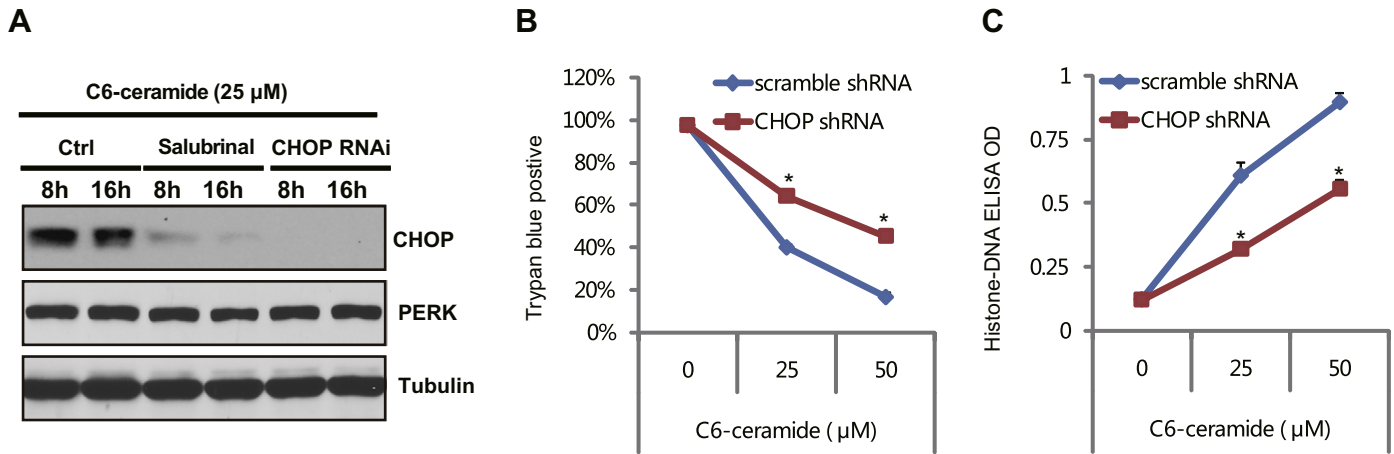 A
C6-ceramide (25 µM)
Ctrl Salubrinal CHOP RNAi
8h 16h 8h 16h 8h 16h
CHOP
PERK
Tubulin
B
scramble shRNA
CHOP shRNA
Trypan blue postive
120%
100%
80%
60%
40%
20%
0%
*
*
0 25 50
C6-ceramide ( µM)
C
scramble shRNA
CHOP shRNA
Histone-DNA ELISA OD
1
0.75
0.5
0.25
0
*
*
0 25 50
C6-ceramide ( µM)